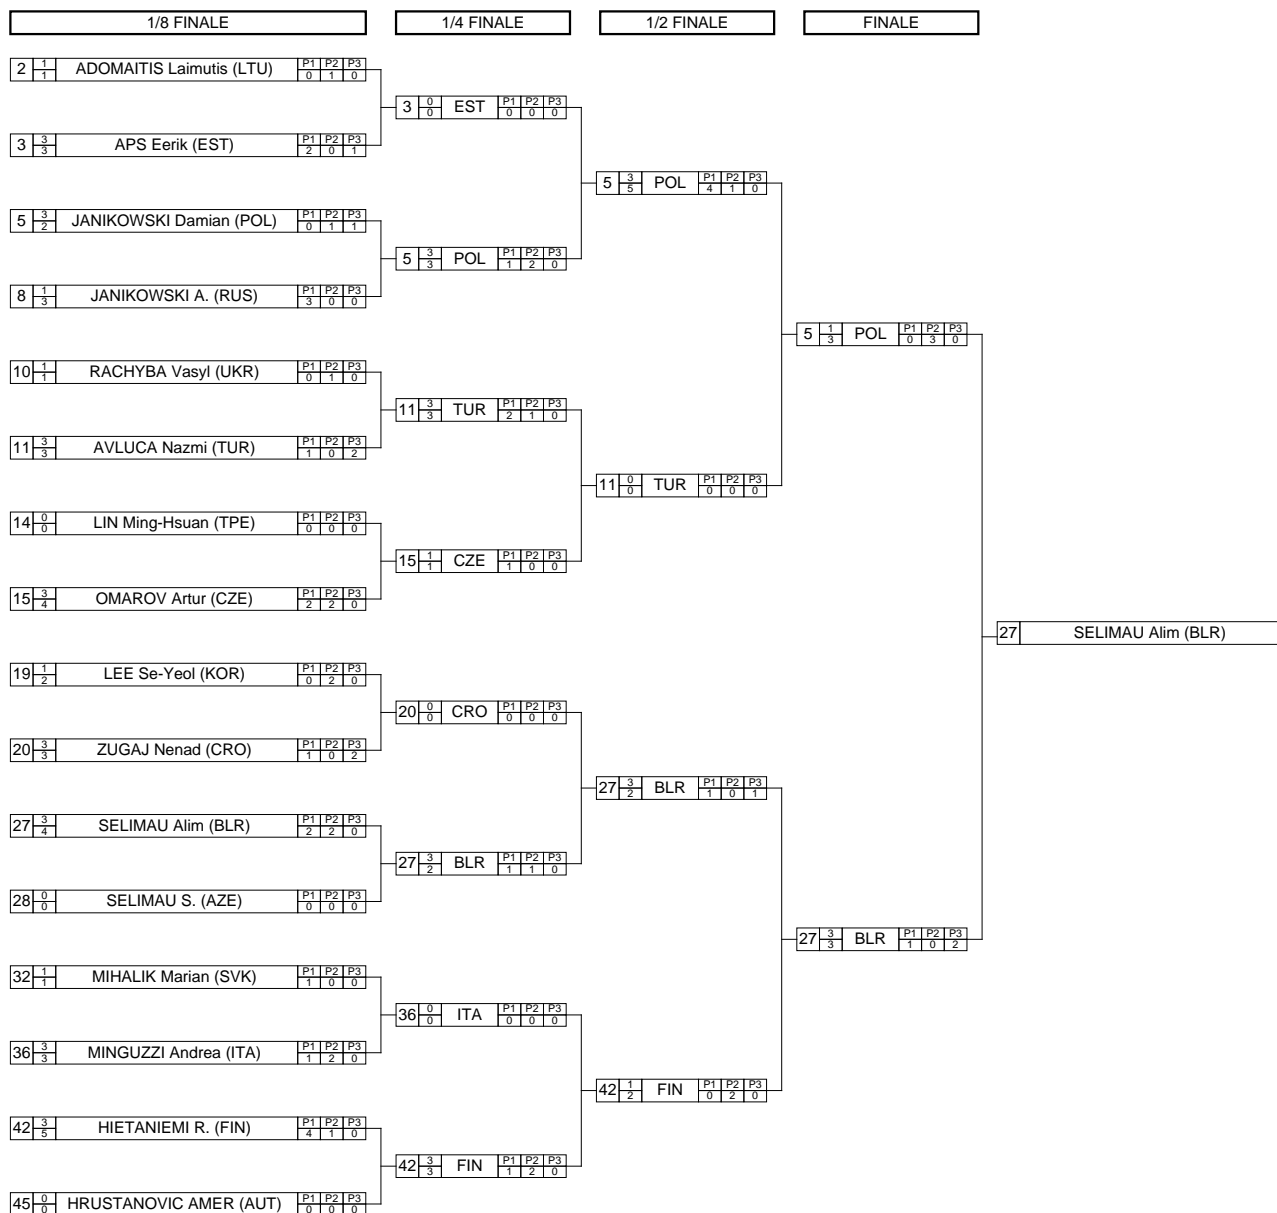 1/8 FINALE 1/4 FINALE 1/2 FINALE FINALE
2 1 1 ADOMAITIS Laimutis (LTU) P1 P2 P3 0 1 0
3 0 0 EST P1 P2 P3 0 0 0
3 3 3 APS Eerik (EST) P1 P2 P3 2 0 1
5 3 5 POL P1 P2 P3 4 1 0
5 3 2 JANIKOWSKI Damian (POL) P1 P2 P3 0 1 1
5 3 3 POL P1 P2 P3 1 2 0
8 1 3 JANIKOWSKI A. (RUS) P1 P2 P3 3 0 0
5 1 3 POL P1 P2 P3 0 3 0
10 1 1 RACHYBA Vasyl (UKR) P1 P2 P3 0 1 0
11 3 3 TUR P1 P2 P3 2 1 0
11 3 3 AVLUCA Nazmi (TUR) P1 P2 P3 1 0 2
11 0 0 TUR P1 P2 P3 0 0 0
14 0 0 LIN Ming-Hsuan (TPE) P1 P2 P3 0 0 0
15 1 1 CZE P1 P2 P3 1 0 0
15 3 4 OMAROV Artur (CZE) P1 P2 P3 2 2 0
27 SELIMAU Alim (BLR)
19 1 2 LEE Se-Yeol (KOR) P1 P2 P3 0 2 0
20 0 0 CRO P1 P2 P3 0 0 0
20 3 3 ZUGAJ Nenad (CRO) P1 P2 P3 1 0 2
27 3 2 BLR P1 P2 P3 1 0 1
27 3 4 SELIMAU Alim (BLR) P1 P2 P3 2 2 0
27 3 2 BLR P1 P2 P3 1 1 0
28 0 0 SELIMAU S. (AZE) P1 P2 P3 0 0 0
27 3 3 BLR P1 P2 P3 1 0 2
32 1 1 MIHALIK Marian (SVK) P1 P2 P3 1 0 0
36 0 0 ITA P1 P2 P3 0 0 0
36 3 3 MINGUZZI Andrea (ITA) P1 P2 P3 1 2 0
42 1 2 FIN P1 P2 P3 0 2 0
42 3 5 HIETANIEMI R. (FIN) P1 P2 P3 4 1 0
42 3 3 FIN P1 P2 P3 1 2 0
45 0 0 HRUSTANOVIC AMER (AUT) P1 P2 P3 0 0 0